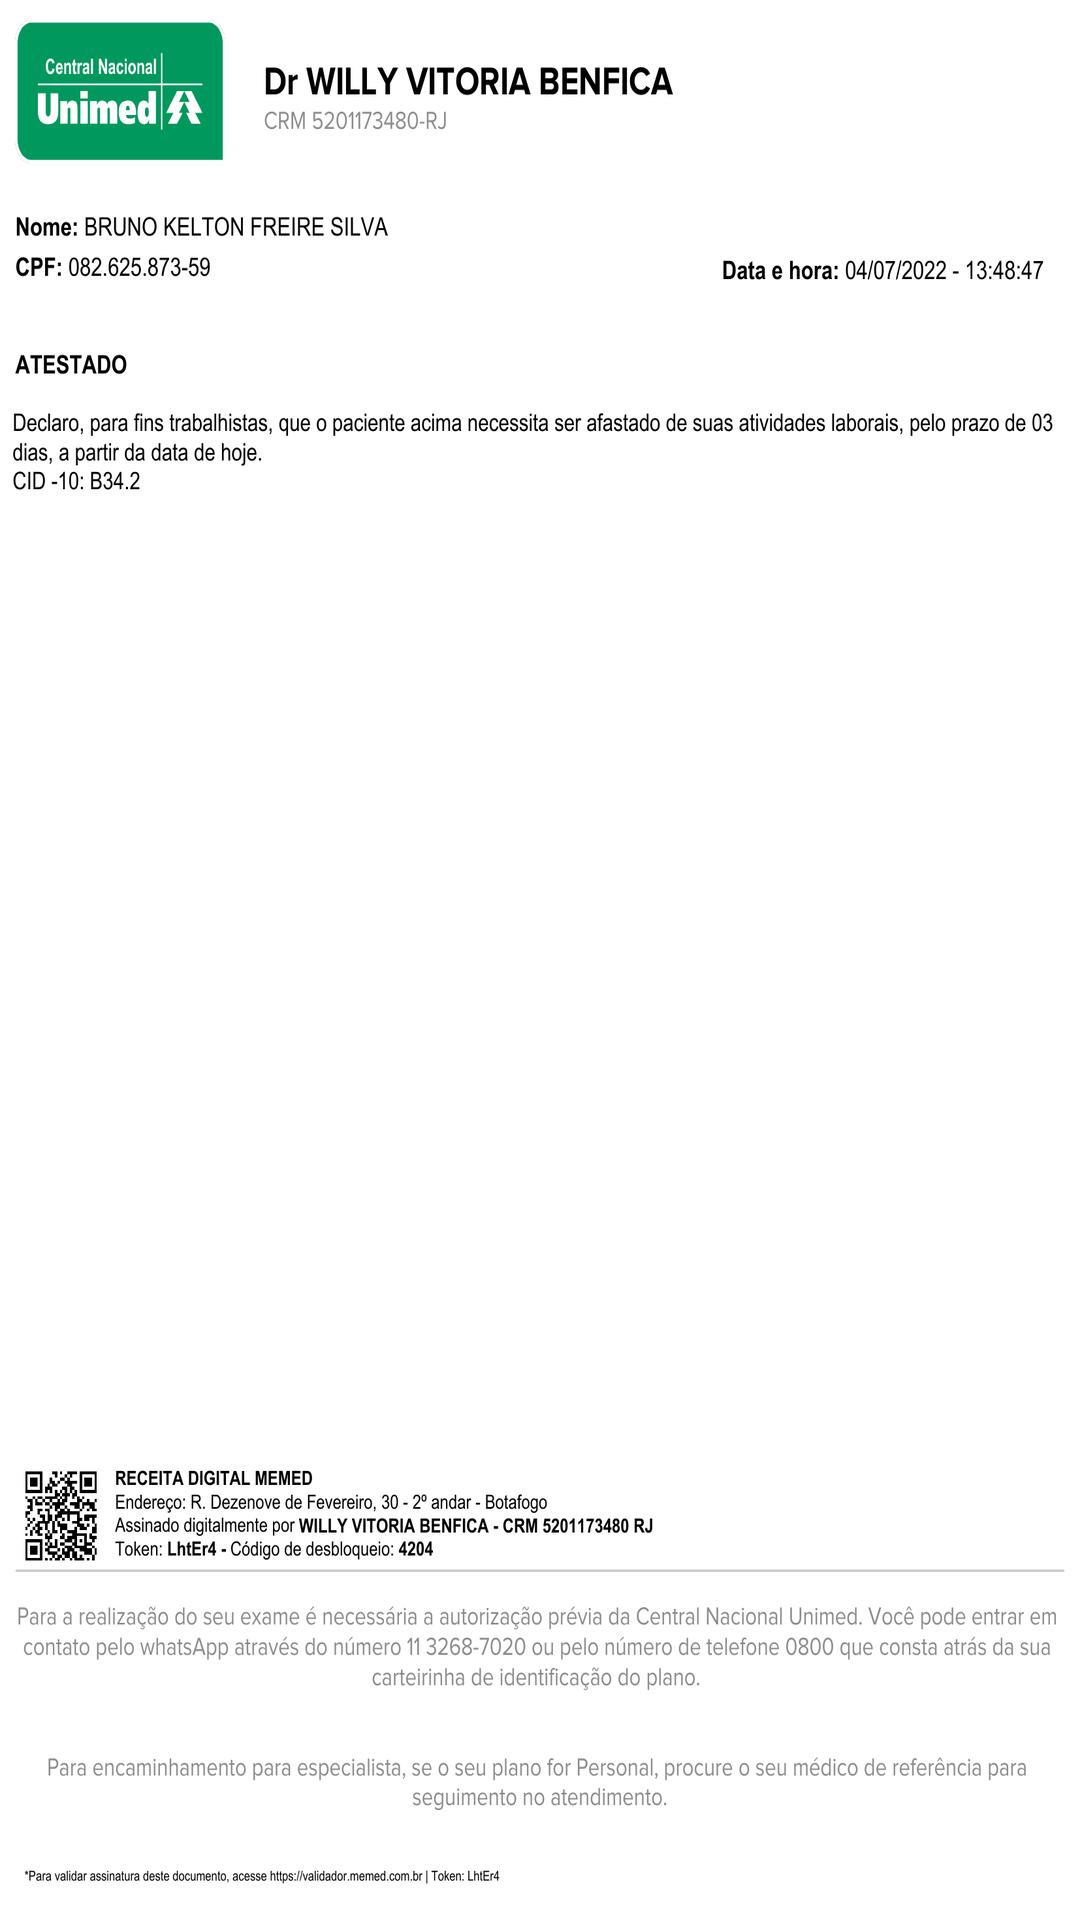 Central Nacional
Unimed
Dr WILLY VITORIA BENFICA
CRM 5201173480-RJ
Nome: BRUNO KELTON FREIRE SILVA
CPF: 082.625.873-59
Data e hora: 04/07/2022 - 13:48:47
ATESTADO
Declaro, para fins trabalhistas, que o paciente acima necessita ser afastado de suas atividades laborais, pelo prazo de 03
dias, a partir da data de hoje.
CID -10: B34.2
RECEITA DIGITAL MEMED
Endereço: R. Dezenove de Fevereiro, 30 - 2º andar - Botafogo
Assinado digitalmente por WILLY VITORIA BENFICA - CRM 5201173480 RJ
Token: LhtEr4 - Código de desbloqueio: 4204
Para a realização do seu exame é necessária a autorização prévia da Central Nacional Unimed. Você pode entrar em
contato pelo whatsApp através do número 11 3268-7020 ou pelo número de telefone 0800 que consta atrás da sua
carteirinha de identificação do plano.
Para encaminhamento para especialista, se o seu plano for Personal, procure o seu médico de referência para
seguimento no atendimento.
*Para validar assinatura deste documento, acesse https://validador.memed.com.br | Token: LhtEr4